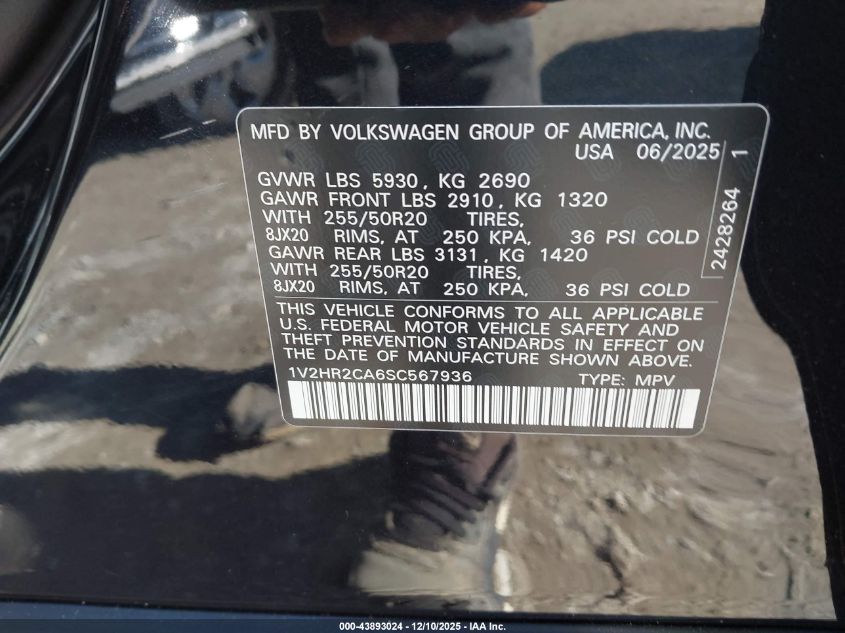 MFD BY VOLKSWAGEN GROUP OF AMERICA, INC.
USA 06/2025
GVWR LBS 5930, KG 2690
GAWR FRONT LBS 2910, KG 1320
WITH 255/50R20 TIRES,
8JX20 RIMS, AT 250 KPA, 36 PSI COLD
GAWR REAR LBS 3131, KG 1420
WITH 255/50R20 TIRES,
8JX20 RIMS, AT 250 KPA, 36 PSI COLD
THIS VEHICLE CONFORMS TO ALL APPLICABLE
U.S. FEDERAL MOTOR VEHICLE SAFETY AND
THEFT PREVENTION STANDARDS IN EFFECT ON
THE DATE OF MANUFACTURE SHOWN ABOVE.
1V2HR2CA6SC567936 TYPE: MPV
2428264 1
000-43893024 - 12/10/2025 - IAA Inc.